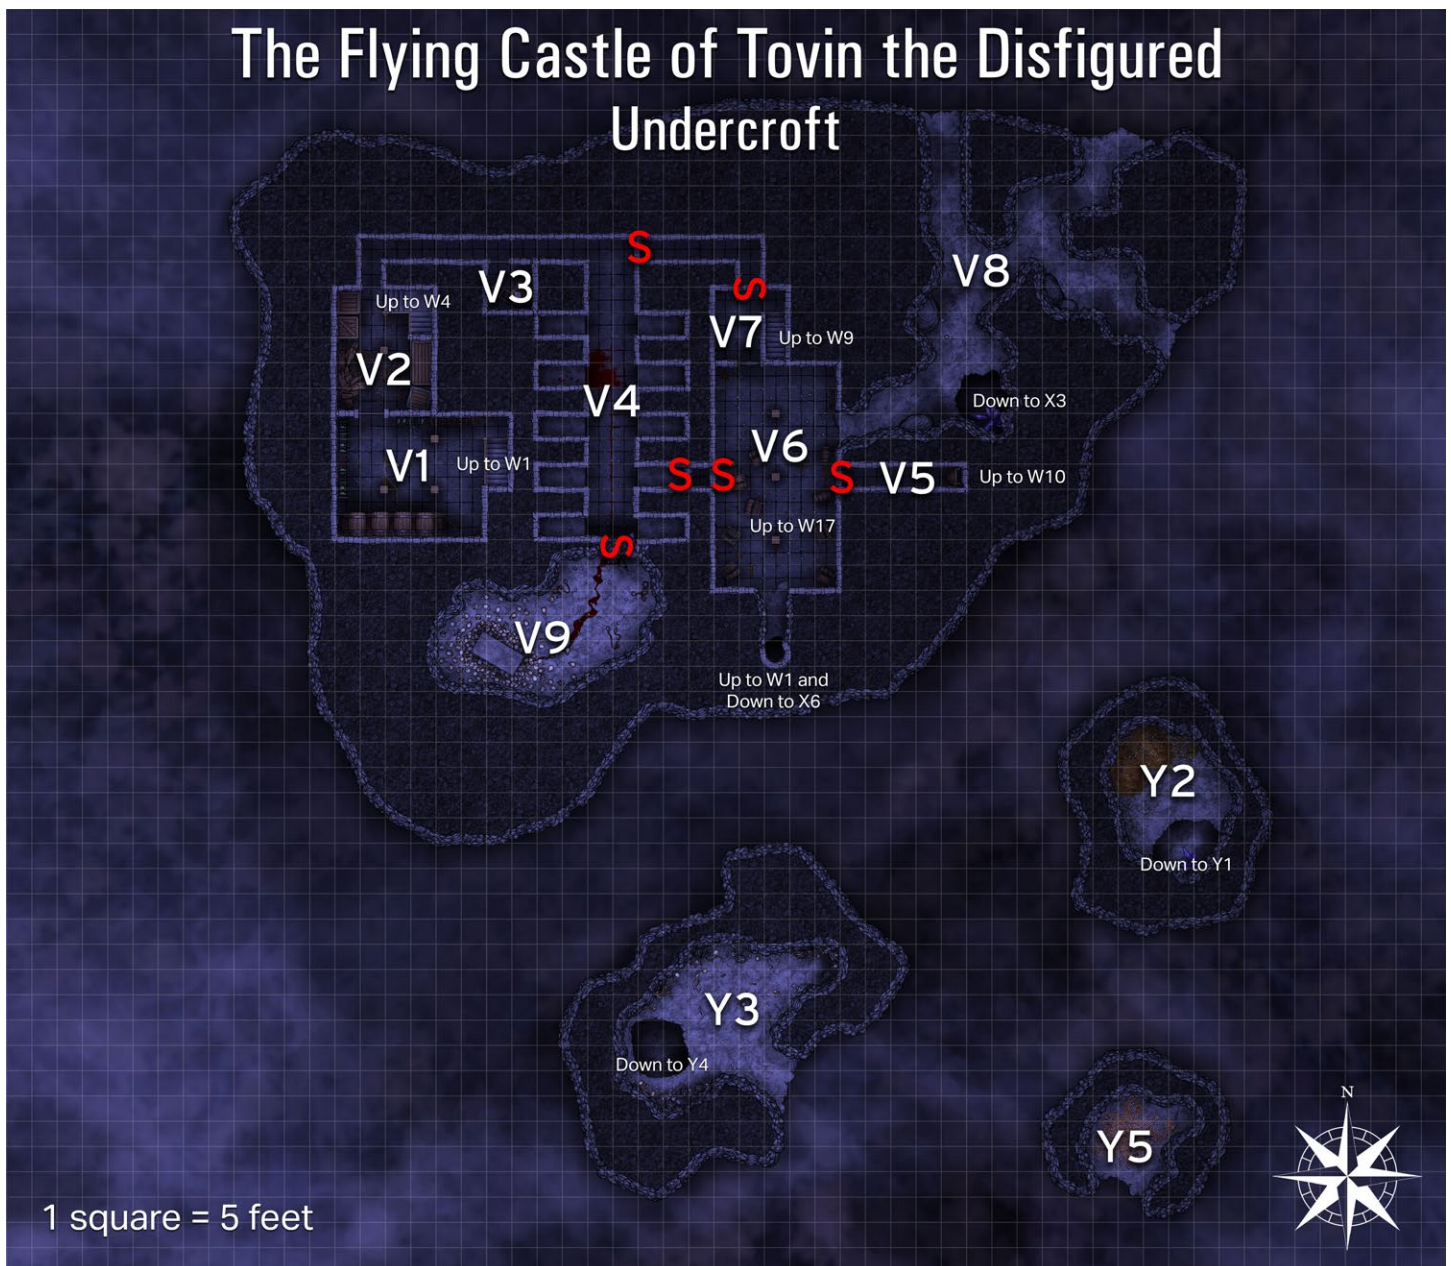 The Flying Castle of Tovin the Disfigured
Undercroft
S
V8
V3
S
Up to W4
V7
Up to W9
V2
V4
Down to X3
V6
V1
Up to W1
S
S
S
V5
Up to W10
Up to W17
S
V9
Up to W1 and
Down to X6
Y2
Down to Y1
Y3
Down to Y4
N
Y5
1 square = 5 feet